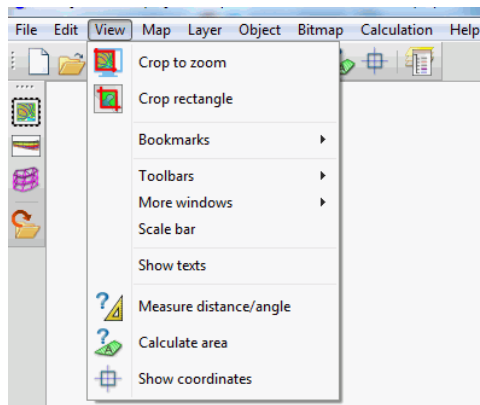 File Edit View Map Layer Object Bitmap Calculation Help
Crop to zoom
Crop rectangle
Bookmarks
Toolbars
More windows
Scale bar
Show texts
Measure distance/angle
Calculate area
Show coordinates